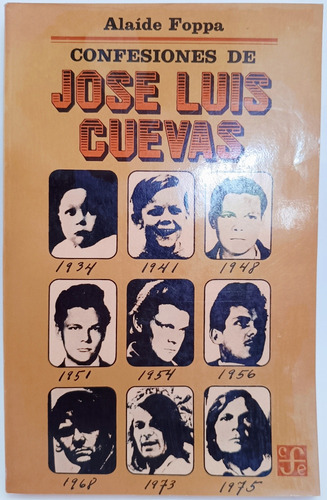 Alaíde Foppa
CONFESIONES DE
JOSE LUIS
CUEVAS
1934 1941 1948
1951 1954 1956
1968 1973 1975